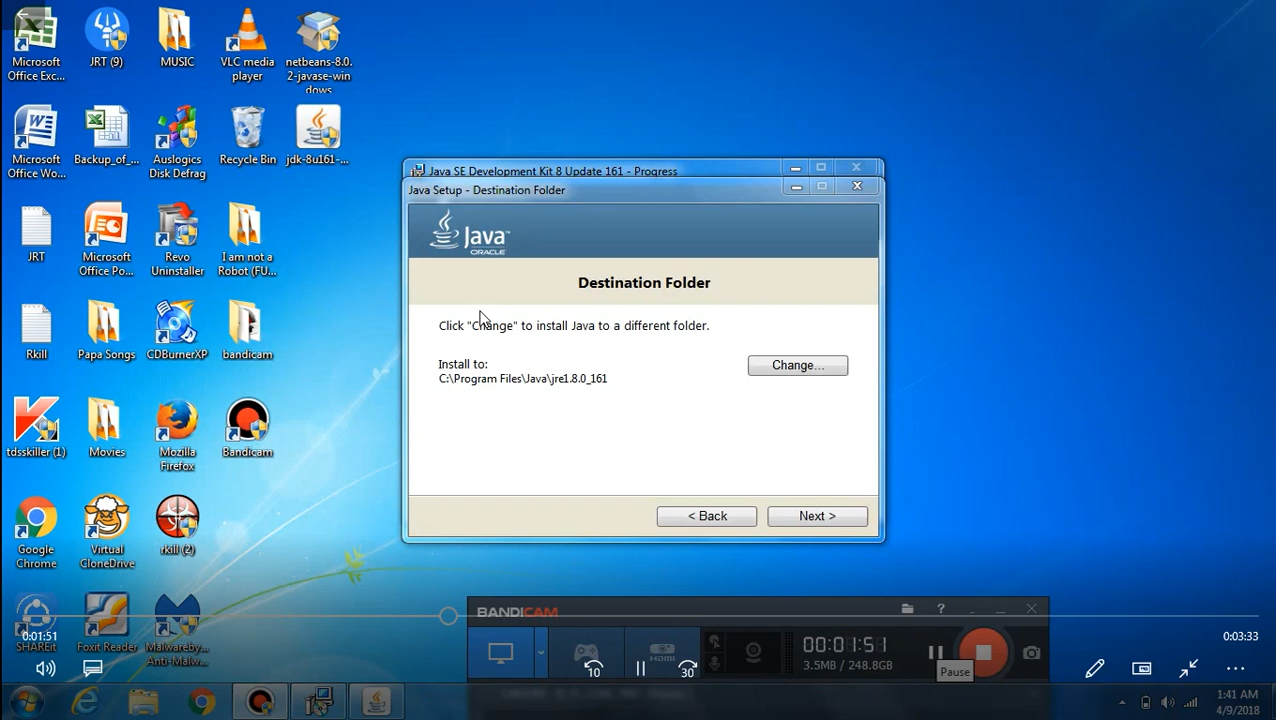 Microsoft
Office Exc...
JRT (9)
MUSIC
VLC media
player
netbeans-8.0.
2-javase-win
dows
Microsoft
Office Wo...
Backup_of_...
Auslogics
Disk Defrag
Recycle Bin
jdk-8u161-...
JRT
Microsoft
Office Po...
Revo
Uninstaller
I am not a
Robot (FU...
Rkill
Papa Songs
CDBurnerXP
bandicam
tdsskiller (1)
Movies
Mozilla
Firefox
Bandicam
Google
Chrome
Virtual
CloneDrive
rkill (2)
SHAREit
Foxit Reader
Malwareby...
Anti-Malw...
Java SE Development Kit 8 Update 161 - Progress
Java Setup - Destination Folder
Java™
ORACLE
Destination Folder
Click "Change" to install Java to a different folder.
Install to:
C:\Program Files\Java\jre1.8.0_161
Change...
< Back
Next >
BANDICAM
?
HDMI
00:01:51
3.5MB / 248.8GB
Pause
0:01:51
0:03:33
10
30
1:41 AM
4/9/2018